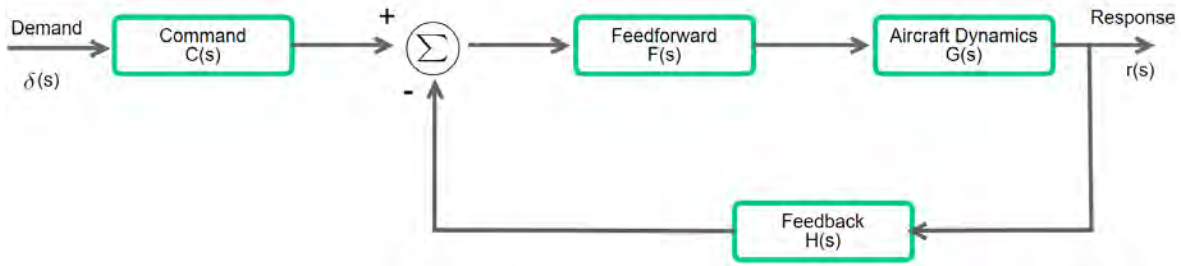 Demand
δ(s)
Command
C(s)
+
Σ
-
Feedforward
F(s)
Aircraft Dynamics
G(s)
Response
r(s)
Feedback
H(s)